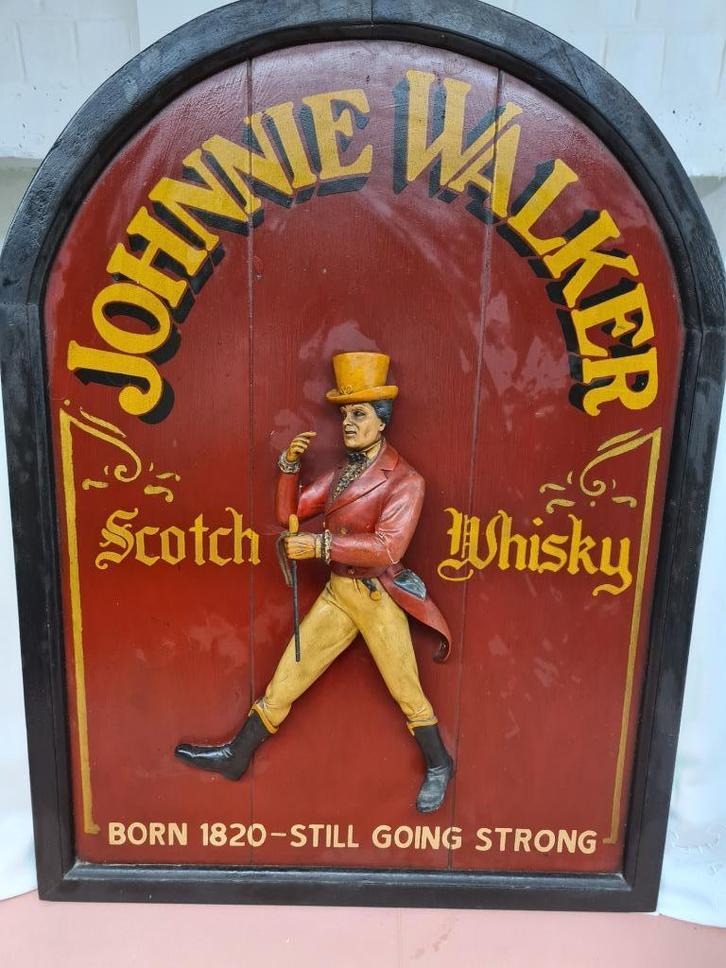 JOHNNIE WALKER
Scotch Whisky
BORN 1820-STILL GOING STRONG